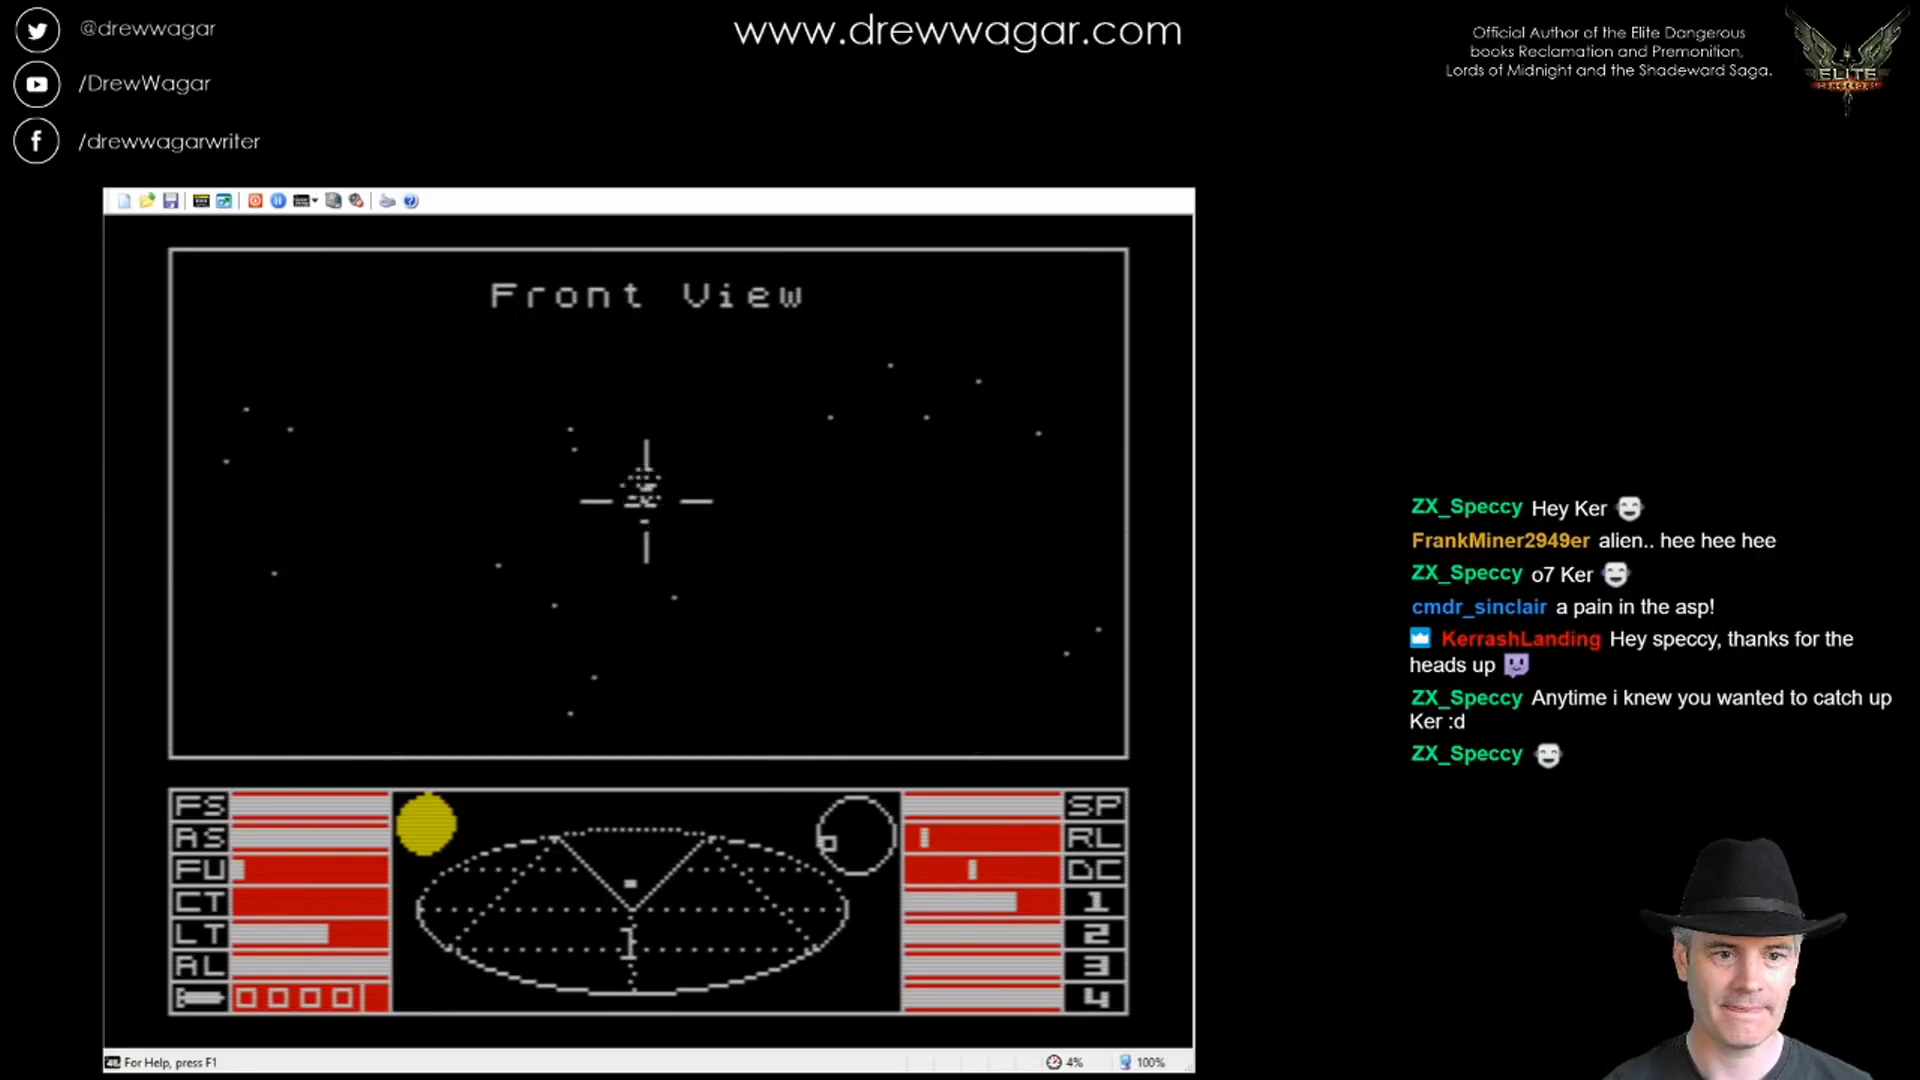 @drewwagar
/DrewWagar
/drewwagarwriter
www.drewwagar.com
Official Author of the Elite Dangerous
books Reclamation and Premonition,
Lords of Midnight and the Shadeward Saga.
ELITE
DANGEROUS
Front View
FS
AS
FU
CT
LT
AL
SP
RL
DC
1
2
3
4
For Help, press F1
4%
100%
ZX_Speccy Hey Ker
FrankMiner2949er alien.. hee hee hee
ZX_Speccy o7 Ker
cmdr_sinclair a pain in the asp!
KerrashLanding Hey speccy, thanks for the
heads up
ZX_Speccy Anytime i knew you wanted to catch up
Ker :d
ZX_Speccy